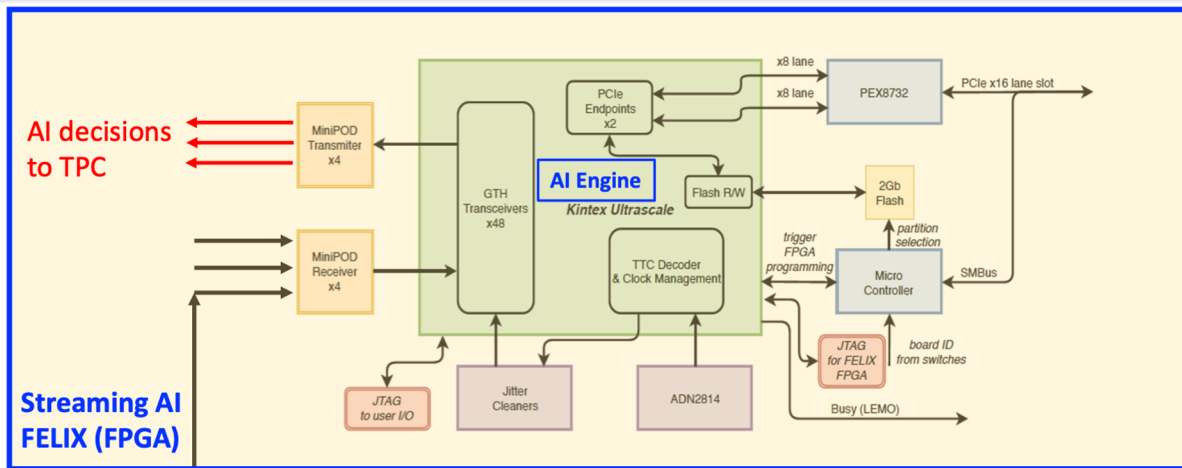 AI decisions
to TPC
MiniPOD
Transmiter
x4
MiniPOD
Receiver
x4
Streaming AI
FELIX (FPGA)
GTH
Transceivers
x48
PCIe
Endpoints
x2
AI Engine
Kintex Ultrascale
Flash R/W
TTC Decoder
& Clock Management
x8 lane
x8 lane
PEX8732
PCIe x16 lane slot
2Gb
Flash
partition
selection
trigger
FPGA
programming
Micro
Controller
SMBus
JTAG
for FELIX
FPGA
board ID
from switches
JTAG
to user I/O
Jitter
Cleaners
ADN2814
Busy (LEMO)